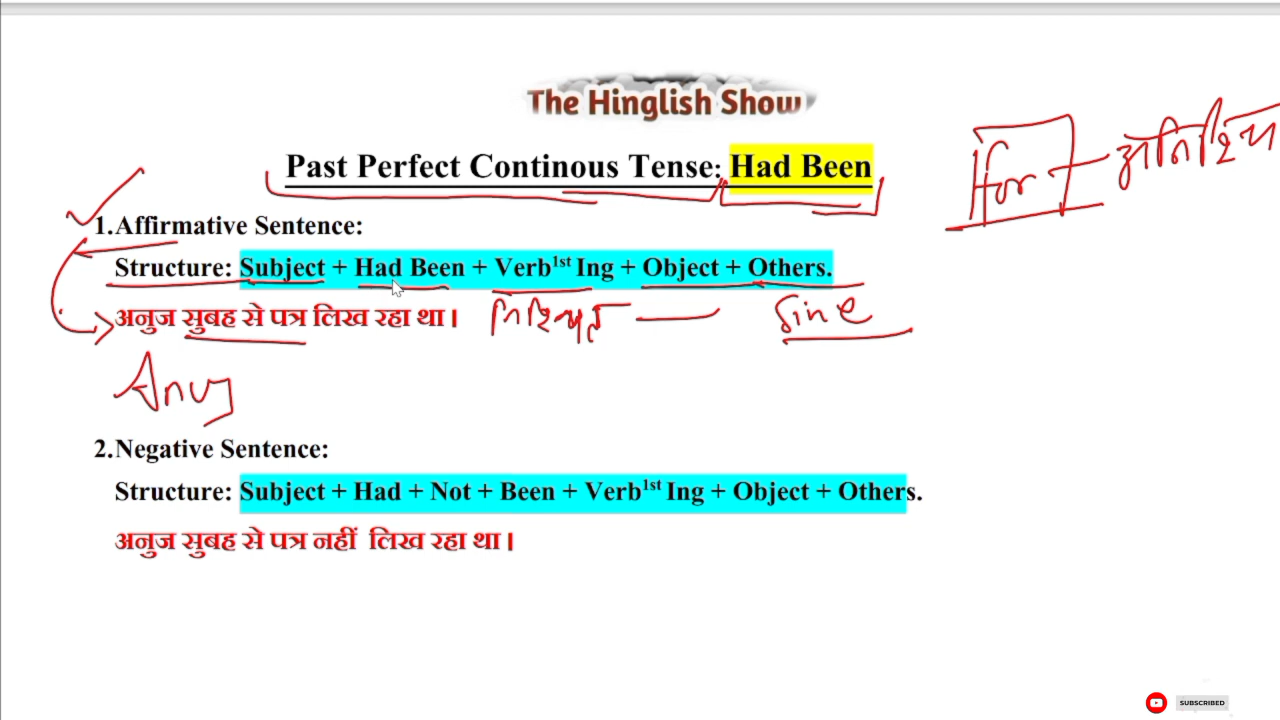 The Hinglish Show
Past Perfect Continous Tense: Had Been
for - अनिश्चित
1.Affirmative Sentence:
Structure: Subject + Had Been + Verb1st Ing + Object + Others.
अनुज सुबह से पत्र लिख रहा था। निश्चित — Since
Anuj
2.Negative Sentence:
Structure: Subject + Had + Not + Been + Verb1st Ing + Object + Others.
अनुज सुबह से पत्र नहीं लिख रहा था।
SUBSCRIBED